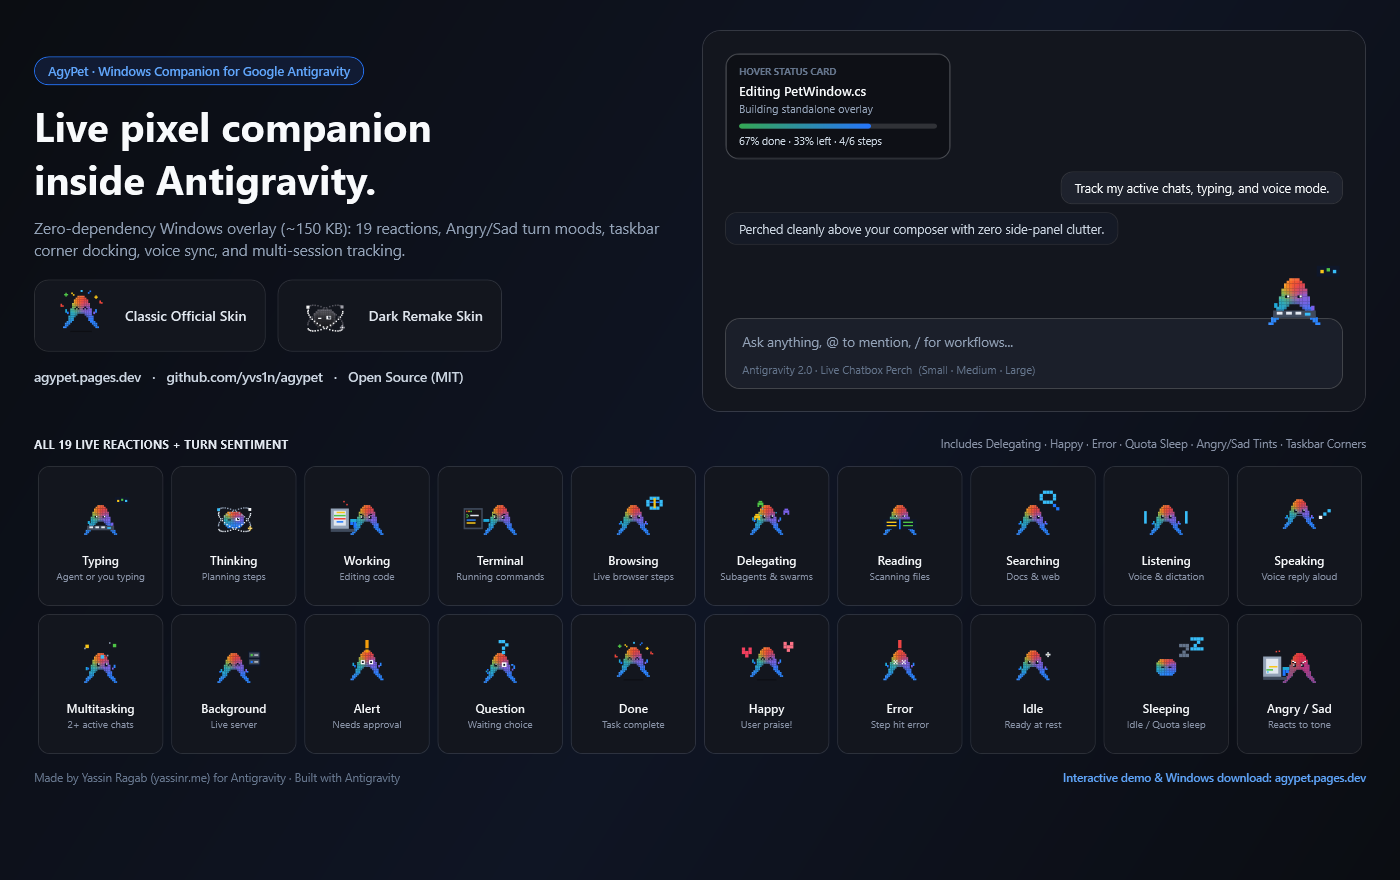 AgyPet · Windows Companion for Google Antigravity
Live pixel companion
inside Antigravity.
Zero-dependency Windows overlay (~150 KB): 19 reactions, Angry/Sad turn moods, taskbar
corner docking, voice sync, and multi-session tracking.
Classic Official Skin
Dark Remake Skin
agypet.pages.dev · github.com/yvs1n/agypet · Open Source (MIT)
HOVER STATUS CARD
Editing PetWindow.cs
Building standalone overlay
67% done · 33% left · 4/6 steps
Track my active chats, typing, and voice mode.
Perched cleanly above your composer with zero side-panel clutter.
Ask anything, @ to mention, / for workflows...
Antigravity 2.0 · Live Chatbox Perch (Small · Medium · Large)
ALL 19 LIVE REACTIONS + TURN SENTIMENT
Includes Delegating · Happy · Error · Quota Sleep · Angry/Sad Tints · Taskbar Corners
Typing
Agent or you typing
Thinking
Planning steps
Working
Editing code
Terminal
Running commands
Browsing
Live browser steps
Delegating
Subagents & swarms
Reading
Scanning files
Searching
Docs & web
Listening
Voice & dictation
Speaking
Voice reply aloud
Multitasking
2+ active chats
Background
Live server
Alert
Needs approval
Question
Waiting choice
Done
Task complete
Happy
User praise!
Error
Step hit error
Idle
Ready at rest
Sleeping
Idle / Quota sleep
Angry / Sad
Reacts to tone
Made by Yassin Ragab (yassinr.me) for Antigravity · Built with Antigravity
Interactive demo & Windows download: agypet.pages.dev